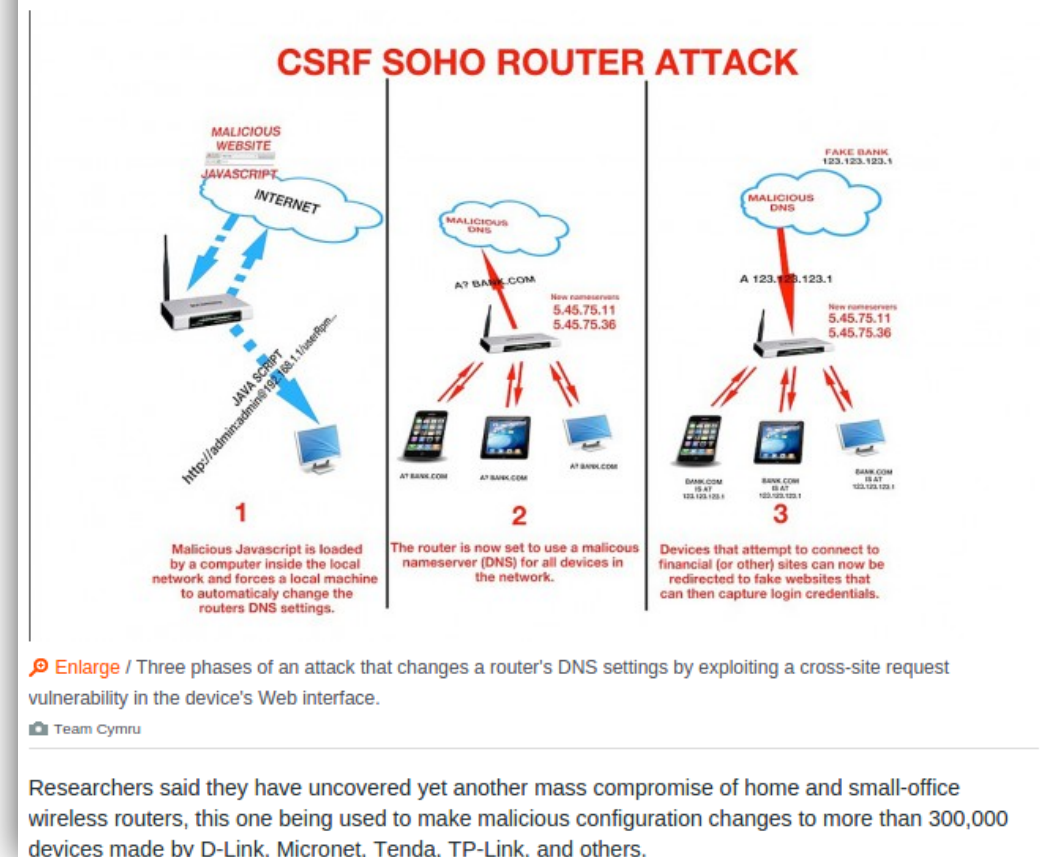 CSRF SOHO ROUTER ATTACK
MALICIOUS
WEBSITE
JAVASCRIPT
INTERNET
JAVA SCRIPT
http://admin:admin@192.168.1.1/userRpm...
1
Malicious Javascript is loaded
by a computer inside the local
network and forces a local machine
to automaticaly change the
routers DNS settings.
MALICIOUS
DNS
A? BANK.COM
New nameservers
5.45.75.11
5.45.75.36
A? BANK.COM
A? BANK.COM
A? BANK.COM
2
The router is now set to use a malicous
nameserver (DNS) for all devices in
the network.
FAKE BANK
123.123.123.1
MALICIOUS
DNS
A 123.123.123.1
New nameservers
5.45.75.11
5.45.75.36
BANK.COM
IS AT
123.123.123.1
BANK.COM
IS AT
123.123.123.1
BANK.COM
IS AT
123.123.123.1
3
Devices that attempt to connect to
financial (or other) sites can now be
redirected to fake websites that
can then capture login credentials.
Enlarge / Three phases of an attack that changes a router's DNS settings by exploiting a cross-site request
vulnerability in the device's Web interface.
Team Cymru
Researchers said they have uncovered yet another mass compromise of home and small-office
wireless routers, this one being used to make malicious configuration changes to more than 300,000
devices made by D-Link, Micronet, Tenda, TP-Link, and others.